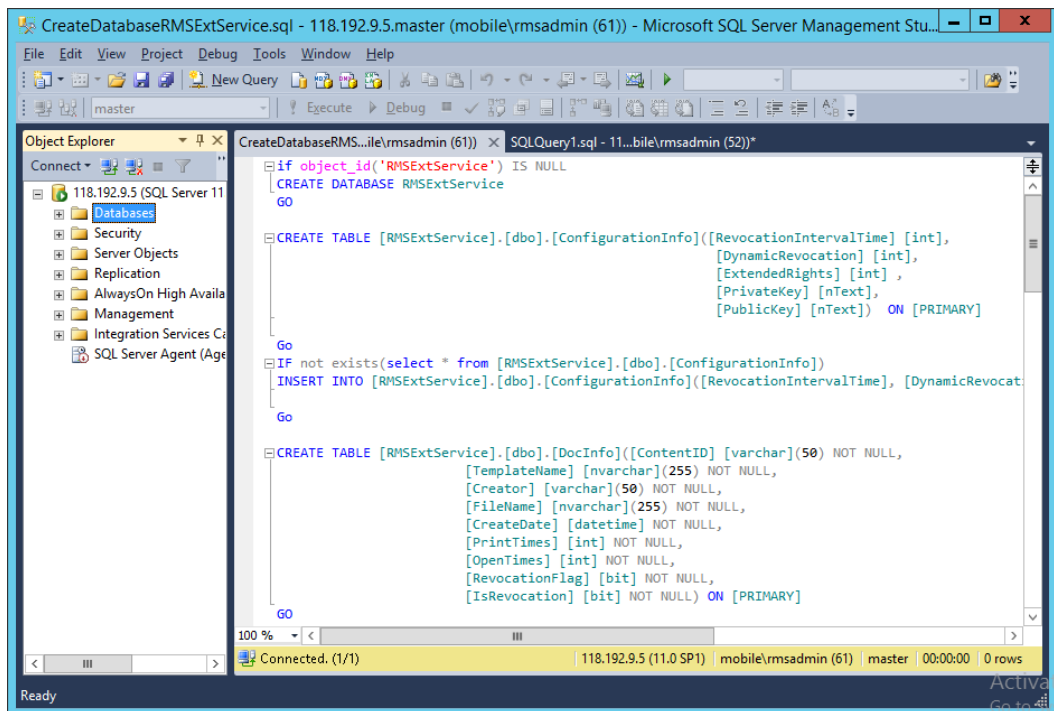 CreateDatabaseRMSExtService.sql - 118.192.9.5.master (mobile\rmsadmin (61)) - Microsoft SQL Server Management Stu...
File Edit View Project Debug Tools Window Help
New Query
master Execute Debug
Object Explorer
Connect
118.192.9.5 (SQL Server 11
Databases
Security
Server Objects
Replication
AlwaysOn High Availa
Management
Integration Services Ca
SQL Server Agent (Age
CreateDatabaseRMS...ile\rmsadmin (61)) SQLQuery1.sql - 11...bile\rmsadmin (52))*
if object_id('RMSExtService') IS NULL
CREATE DATABASE RMSExtService
GO
CREATE TABLE [RMSExtService].[dbo].[ConfigurationInfo]([RevocationIntervalTime] [int],
[DynamicRevocation] [int],
[ExtendedRights] [int] ,
[PrivateKey] [nText],
[PublicKey] [nText]) ON [PRIMARY]
Go
IF not exists(select * from [RMSExtService].[dbo].[ConfigurationInfo])
INSERT INTO [RMSExtService].[dbo].[ConfigurationInfo]([RevocationIntervalTime], [DynamicRevocat
Go
CREATE TABLE [RMSExtService].[dbo].[DocInfo]([ContentID] [varchar](50) NOT NULL,
[TemplateName] [nvarchar](255) NOT NULL,
[Creator] [varchar](50) NOT NULL,
[FileName] [nvarchar](255) NOT NULL,
[CreateDate] [datetime] NOT NULL,
[PrintTimes] [int] NOT NULL,
[OpenTimes] [int] NOT NULL,
[RevocationFlag] [bit] NOT NULL,
[IsRevocation] [bit] NOT NULL) ON [PRIMARY]
GO
100 %
Connected. (1/1) 118.192.9.5 (11.0 SP1) mobile\rmsadmin (61) master 00:00:00 0 rows
Ready
Activa
Go to